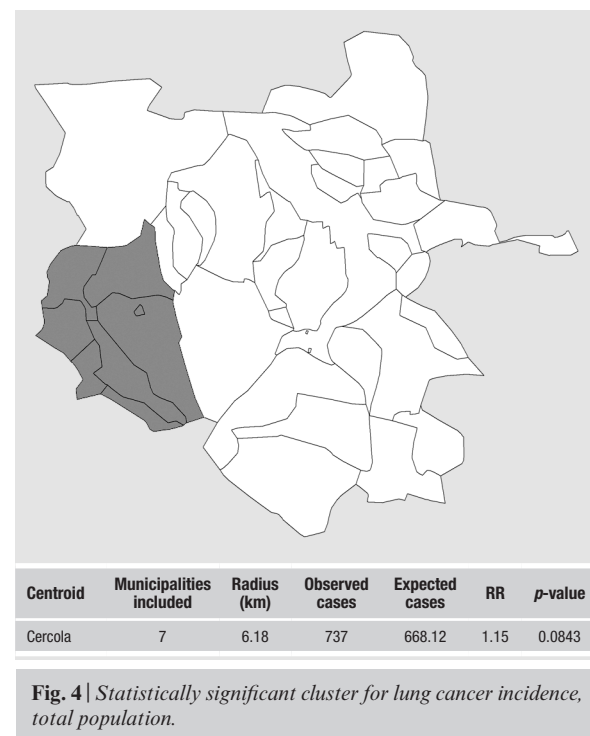 Centroid Municipalities included Radius (km) Observed cases Expected cases RR p-value
Cercola 7 6.18 737 668.12 1.15 0.0843
Fig. 4 | Statistically significant cluster for lung cancer incidence,
total population.